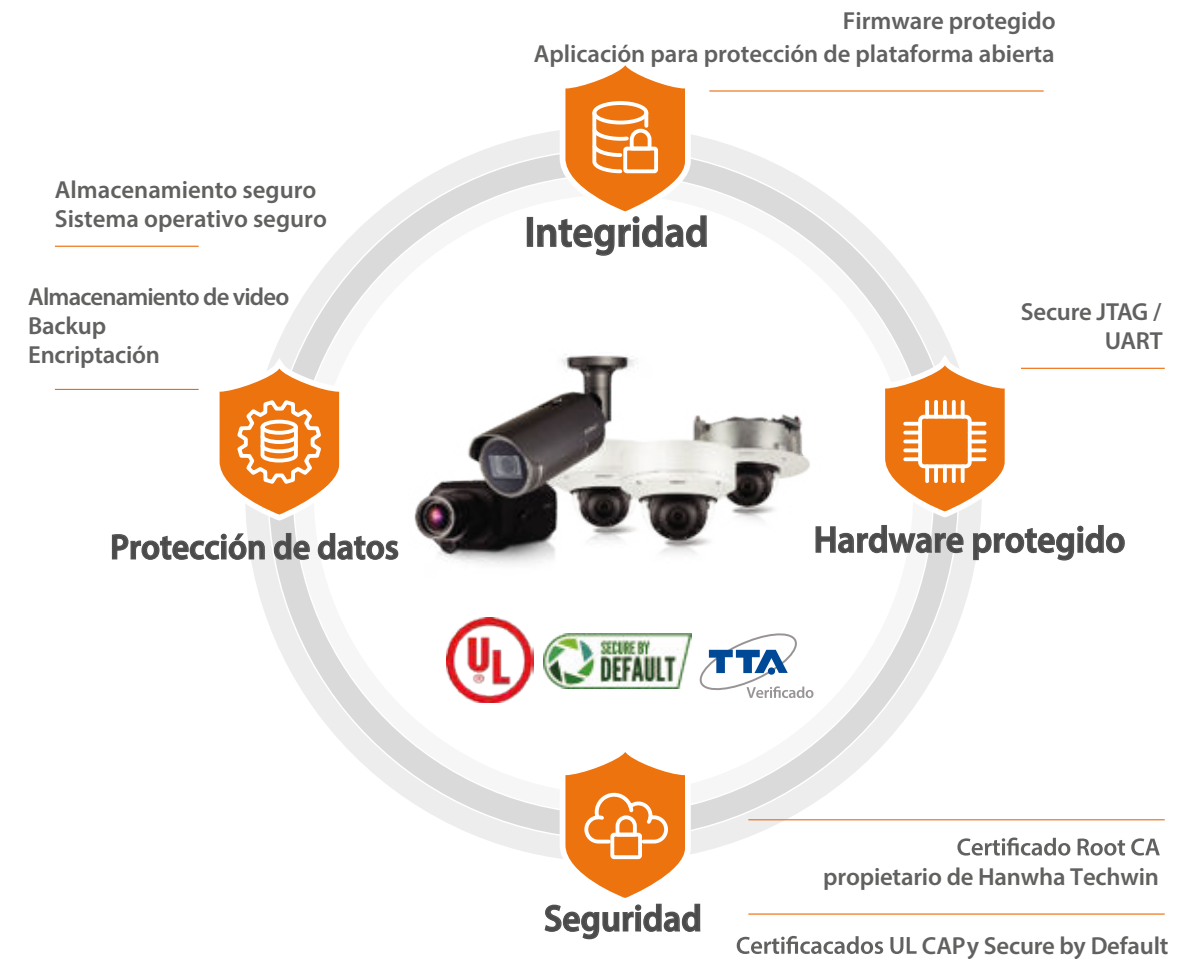 Firmware protegido
Aplicación para protección de plataforma abierta
Integridad
Almacenamiento seguro
Sistema operativo seguro
Almacenamiento de video
Backup
Encriptación
Protección de datos
Secure JTAG /
UART
Hardware protegido
UL
®
SECURE BY
DEFAULT
TTA
Verificado
Seguridad
Certificado Root CA
propietario de Hanwha Techwin
Certificacados UL CAP y Secure by Default